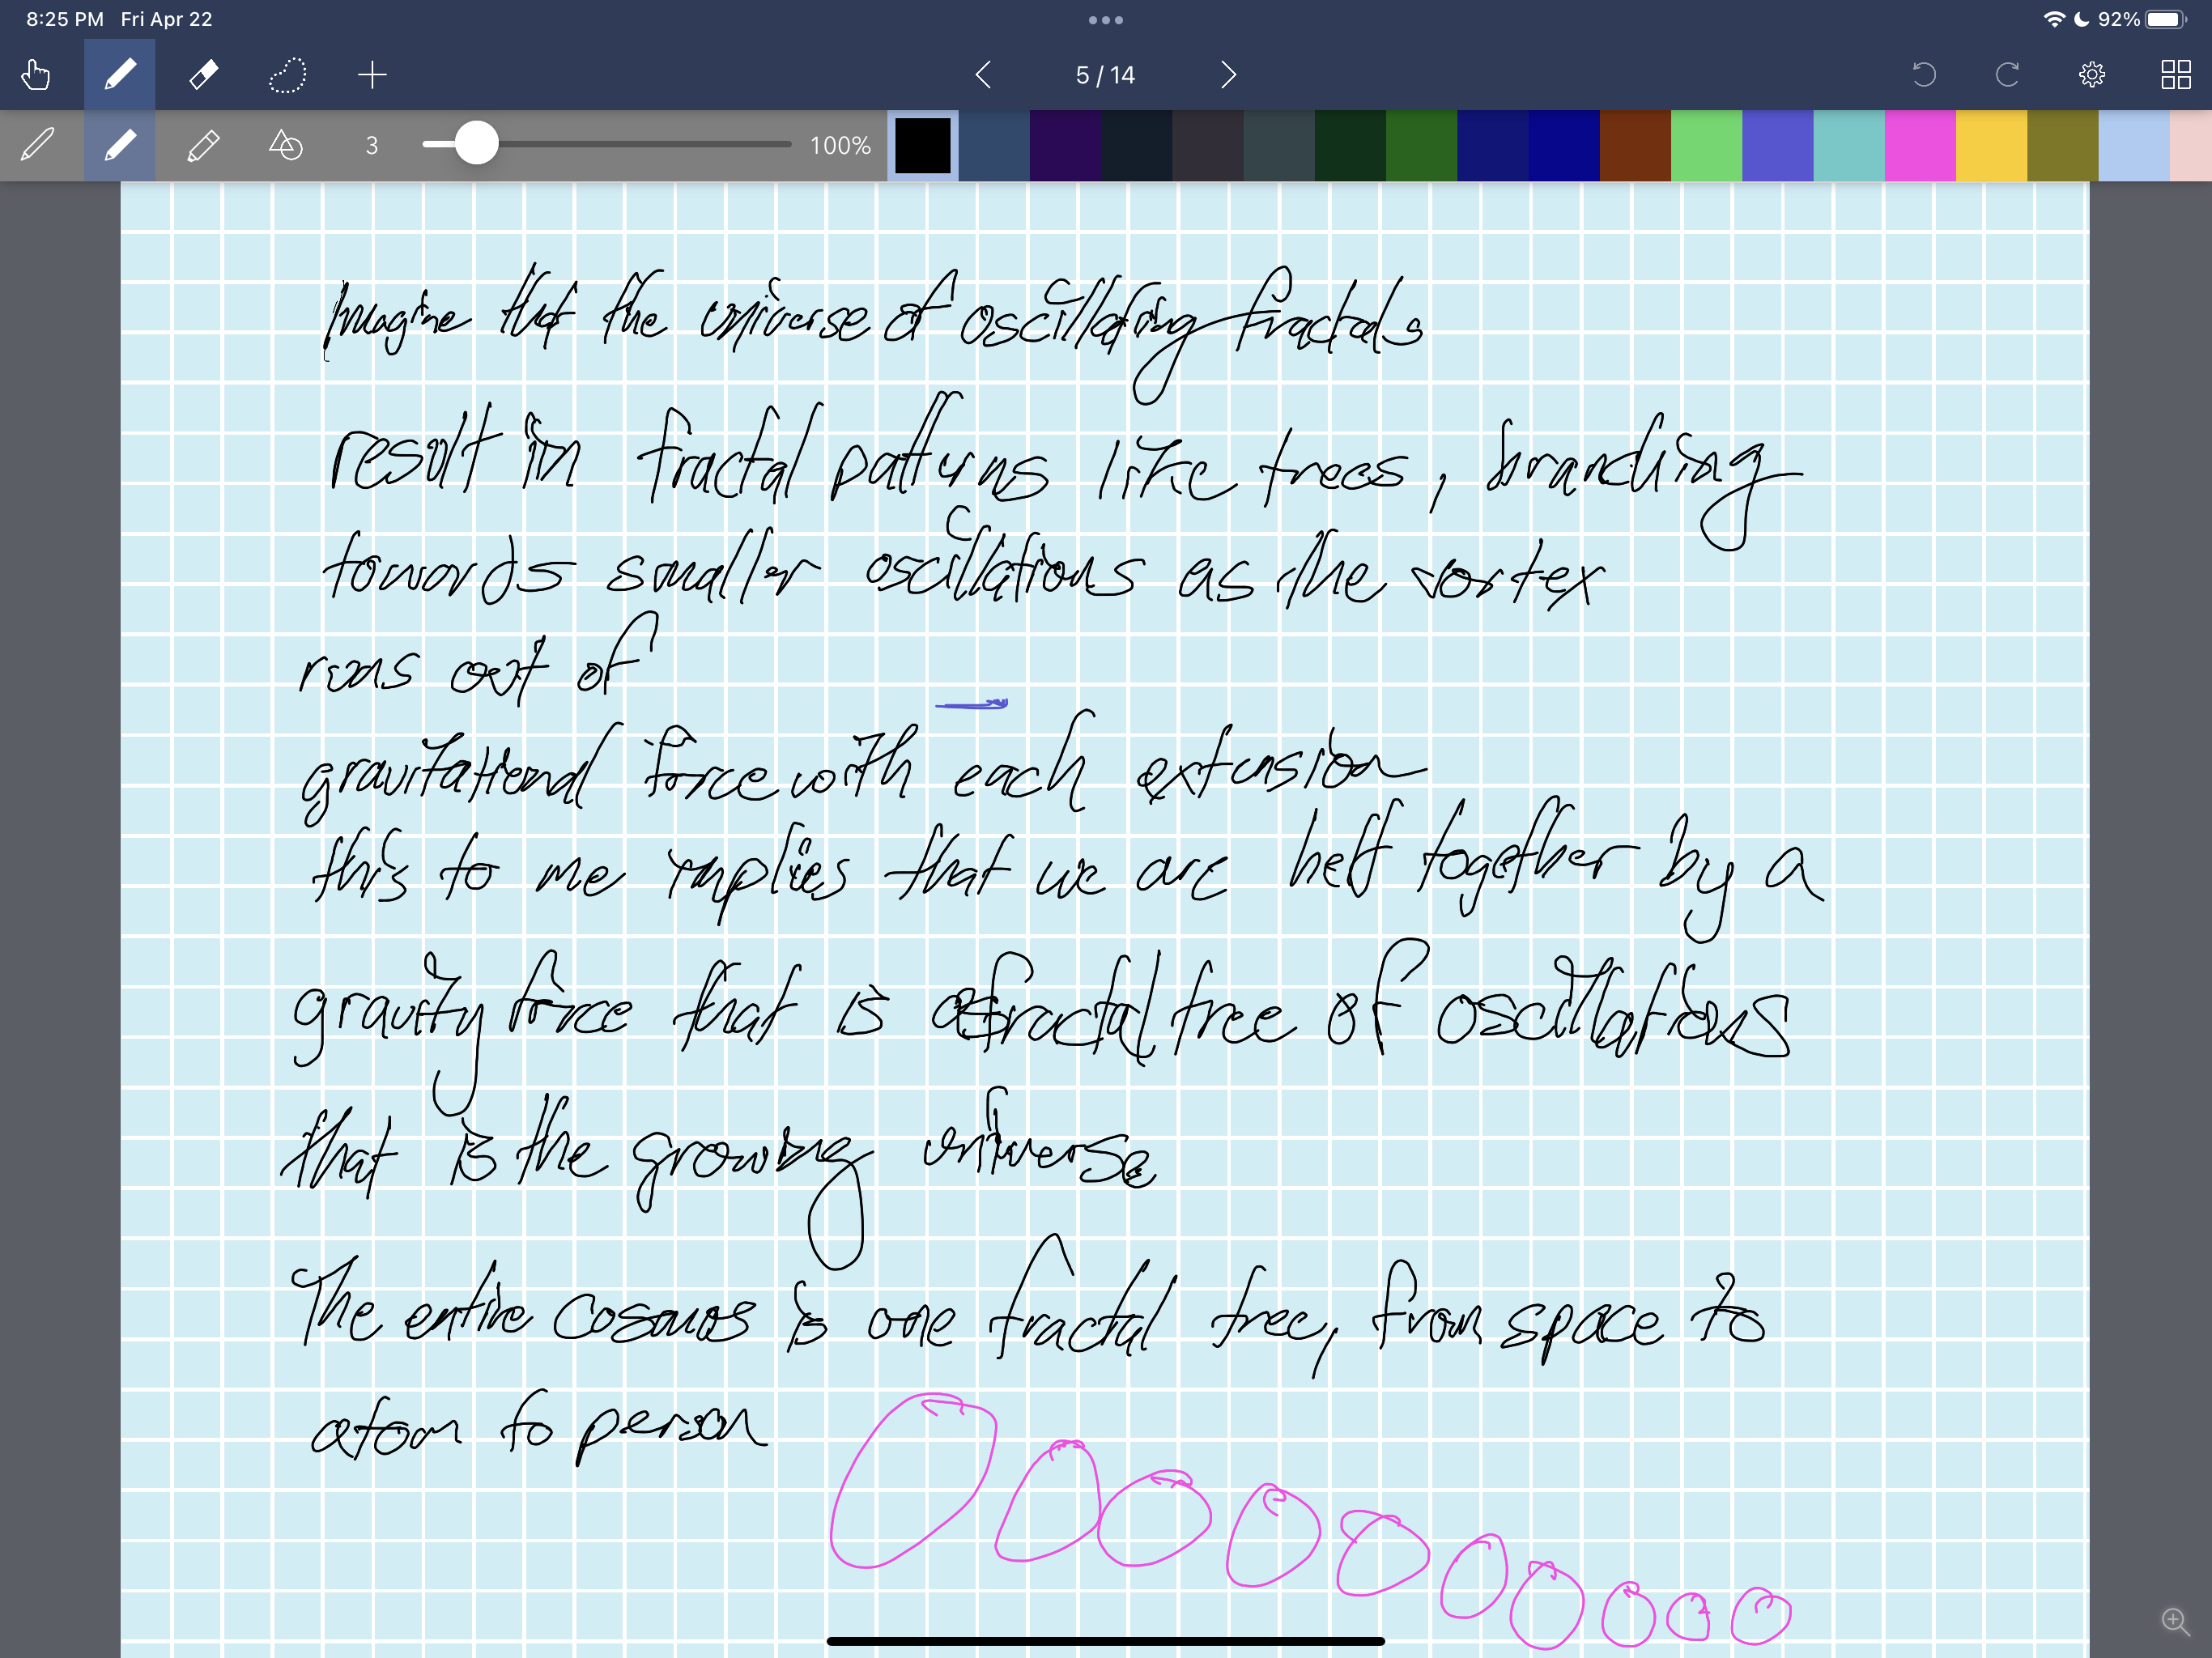 8:25 PM Fri Apr 22
92%
5 / 14
3
100%
Imagine that the universe of oscillating fractals
result in fractal patterns like trees, branching
towards smaller oscillations as the vortex
runs out of
gravitational force with each extension
this to me implies that we are held together by a
gravity force that is a fractal tree of oscillations
that is the growing universe
The entire cosmos is one fractal tree, from space to
atom to person